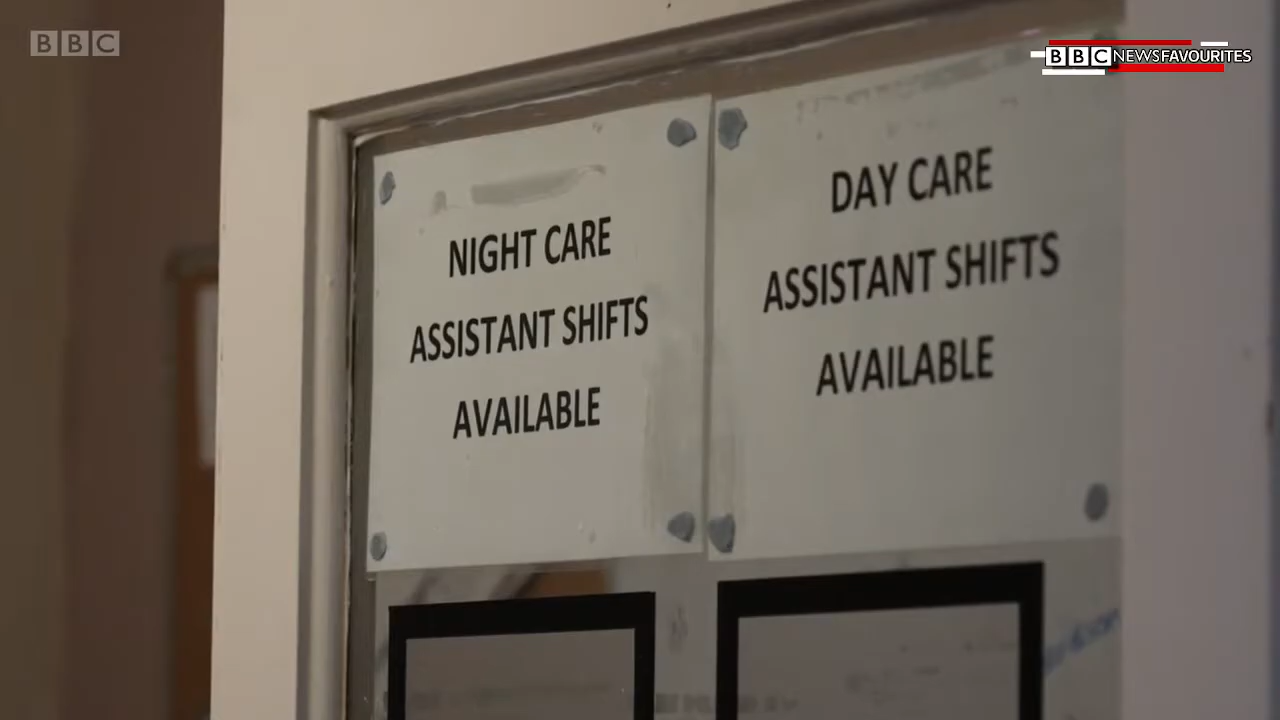 BBC
BBC NEWSFAVOURITES
NIGHT CARE
ASSISTANT SHIFTS
AVAILABLE
DAY CARE
ASSISTANT SHIFTS
AVAILABLE